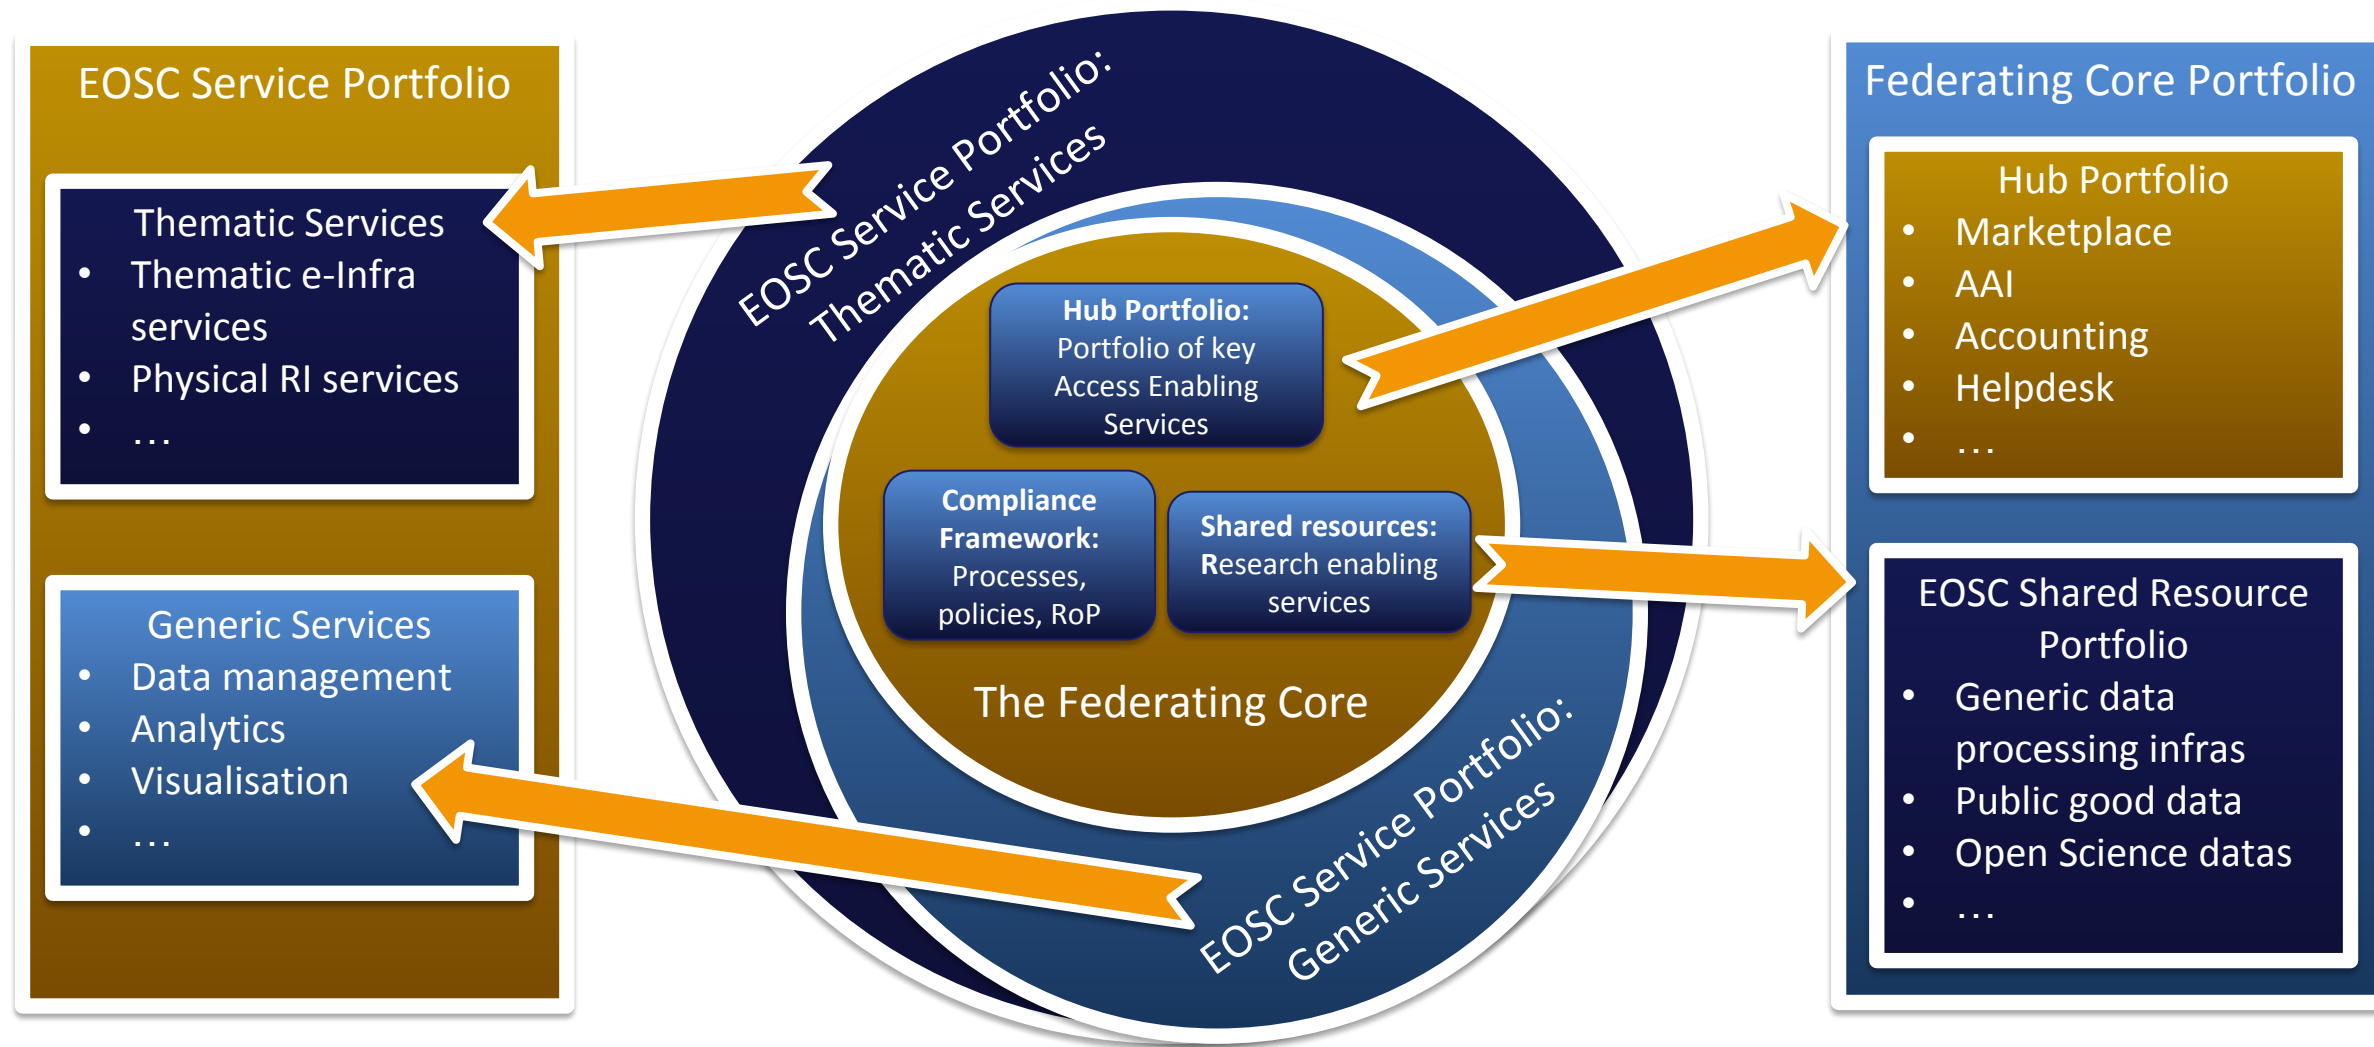 EOSC Service Portfolio
Thematic Services
• Thematic e-Infra
services
• Physical RI services
• …
Generic Services
• Data management
• Analytics
• Visualisation
• …
EOSC Service Portfolio:
Thematic Services
Hub Portfolio:
Portfolio of key
Access Enabling
Services
Compliance
Framework:
Processes,
policies, RoP
Shared resources:
Research enabling
services
The Federating Core
EOSC Service Portfolio:
Generic Services
Federating Core Portfolio
Hub Portfolio
• Marketplace
• AAI
• Accounting
• Helpdesk
• …
EOSC Shared Resource
Portfolio
• Generic data
processing infras
• Public good data
• Open Science datas
• …